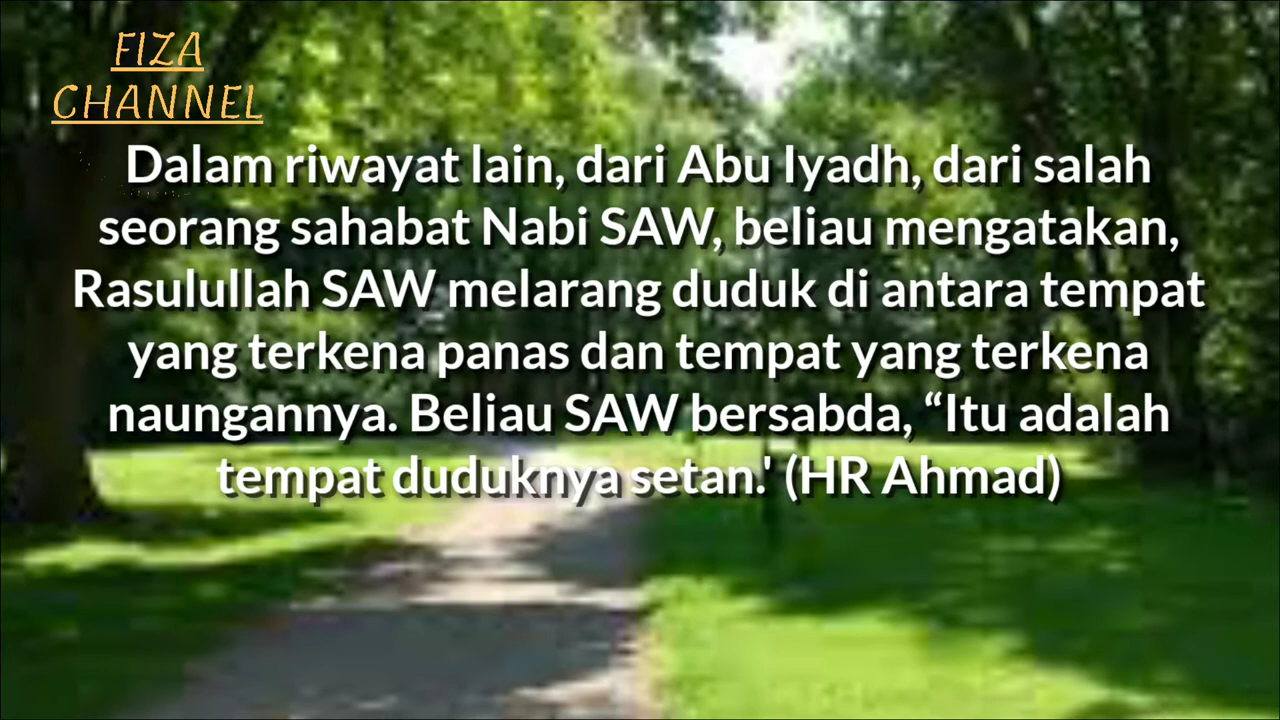 FIZA
CHANNEL
Dalam riwayat lain, dari Abu Iyadh, dari salah
seorang sahabat Nabi SAW, beliau mengatakan,
Rasulullah SAW melarang duduk di antara tempat
yang terkena panas dan tempat yang terkena
naungannya. Beliau SAW bersabda, “Itu adalah
tempat duduknya setan.' (HR Ahmad)